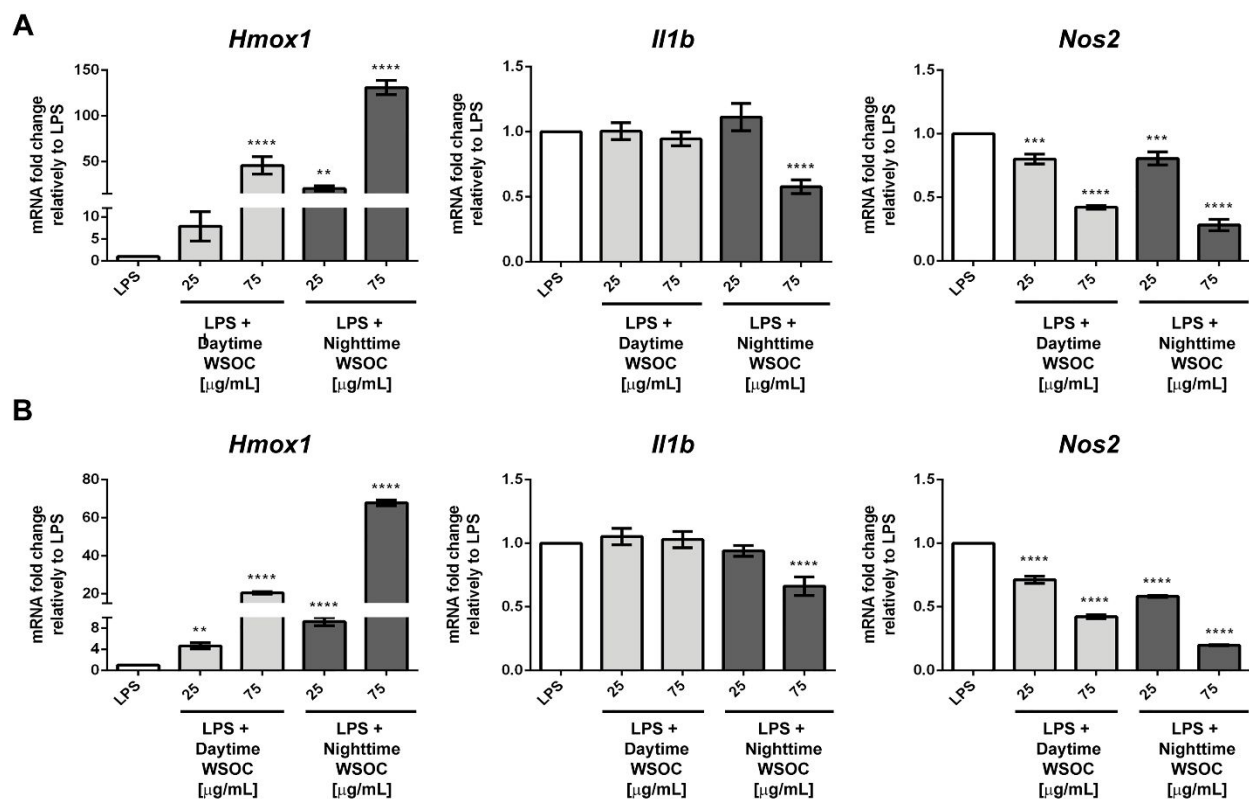 A
Hmox1
mRNA fold change
relatively to LPS
150
100
50
10
5
0
****
**
****
LPS
25
75
25
75
LPS +
Daytime
WSOC
[μg/mL]
LPS +
Nighttime
WSOC
[μg/mL]
Il1b
mRNA fold change
relatively to LPS
1.5
1.0
0.5
0.0
****
LPS
25
75
25
75
LPS +
Daytime
WSOC
[μg/mL]
LPS +
Nighttime
WSOC
[μg/mL]
Nos2
mRNA fold change
relatively to LPS
1.5
1.0
0.5
0.0
***
****
***
****
LPS
25
75
25
75
LPS +
Daytime
WSOC
[μg/mL]
LPS +
Nighttime
WSOC
[μg/mL]
B
Hmox1
mRNA fold change
relatively to LPS
80
60
40
20
8
4
0
**
****
****
****
LPS
25
75
25
75
LPS +
Daytime
WSOC
[μg/mL]
LPS +
Nighttime
WSOC
[μg/mL]
Il1b
mRNA fold change
relatively to LPS
1.5
1.0
0.5
0.0
****
LPS
25
75
25
75
LPS +
Daytime
WSOC
[μg/mL]
LPS +
Nighttime
WSOC
[μg/mL]
Nos2
mRNA fold change
relatively to LPS
1.5
1.0
0.5
0.0
****
****
****
****
LPS
25
75
25
75
LPS +
Daytime
WSOC
[μg/mL]
LPS +
Nighttime
WSOC
[μg/mL]